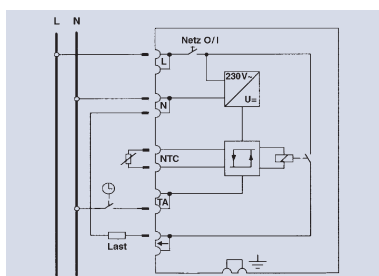 L N
Netz O/I
L
230V~
U=
N
NTC
TA
Last